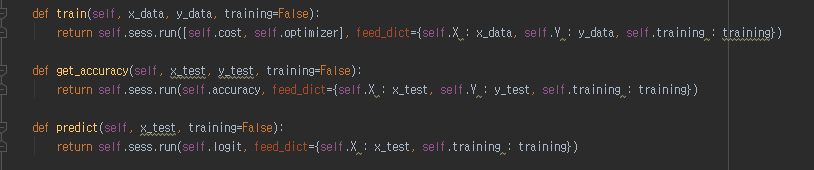 def train(self, x_data, y_data, training=False):
return self.sess.run([self.cost, self.optimizer], feed_dict={self.X : x_data, self.Y : y_data, self.training : training})
def get_accuracy(self, x_test, y_test, training=False):
return self.sess.run(self.accuracy, feed_dict={self.X : x_test, self.Y : y_test, self.training : training})
def predict(self, x_test, training=False):
return self.sess.run(self.logit, feed_dict={self.X : x_test, self.training : training})